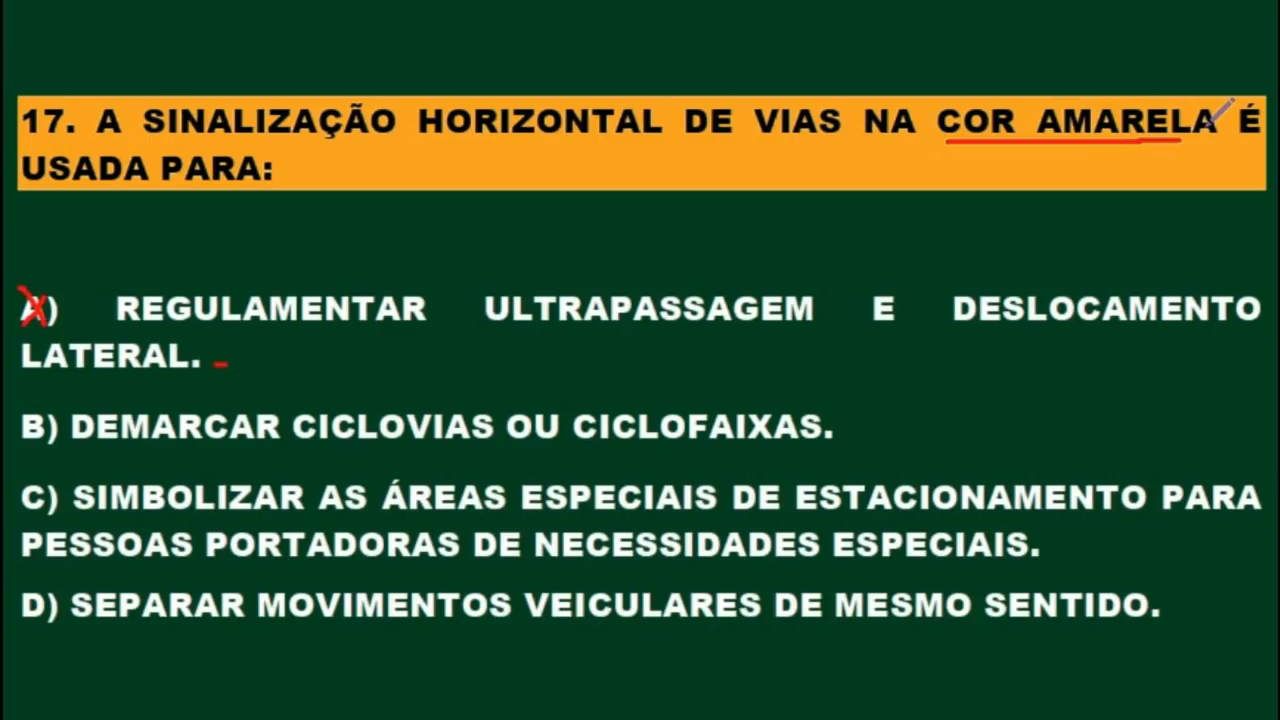 17. A SINALIZAÇÃO HORIZONTAL DE VIAS NA COR AMARELA É
USADA PARA:
A) REGULAMENTAR ULTRAPASSAGEM E DESLOCAMENTO
LATERAL.
B) DEMARCAR CICLOVIAS OU CICLOFAIXAS.
C) SIMBOLIZAR AS ÁREAS ESPECIAIS DE ESTACIONAMENTO PARA
PESSOAS PORTADORAS DE NECESSIDADES ESPECIAIS.
D) SEPARAR MOVIMENTOS VEICULARES DE MESMO SENTIDO.